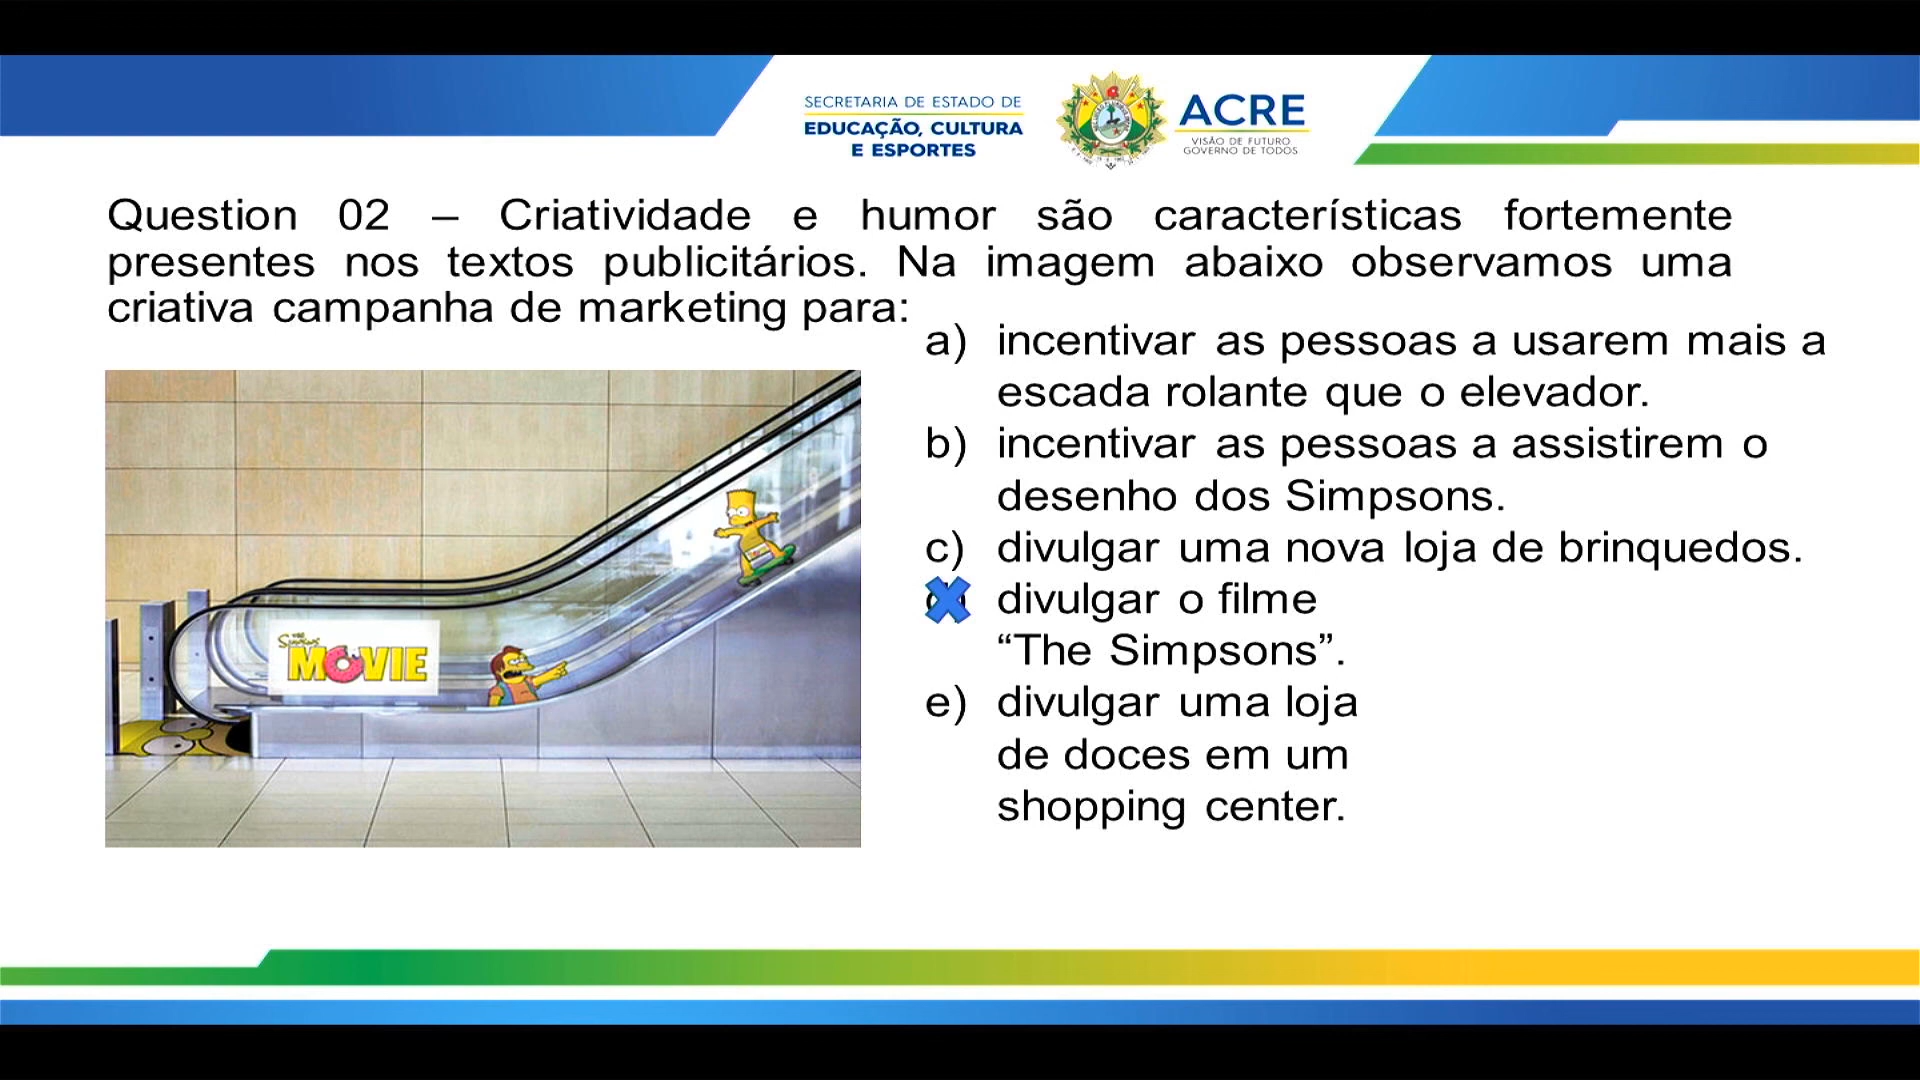 SECRETARIA DE ESTADO DE
EDUCAÇÃO, CULTURA
E ESPORTES
ACRE
VISÃO DE FUTURO
GOVERNO DE TODOS
Question 02 – Criatividade e humor são características fortemente
presentes nos textos publicitários. Na imagem abaixo observamos uma
criativa campanha de marketing para:
a) incentivar as pessoas a usarem mais a
escada rolante que o elevador.
b) incentivar as pessoas a assistirem o
desenho dos Simpsons.
c) divulgar uma nova loja de brinquedos.
divulgar o filme
“The Simpsons”.
e) divulgar uma loja
de doces em um
shopping center.
THE
SIMPSONS
MOVIE